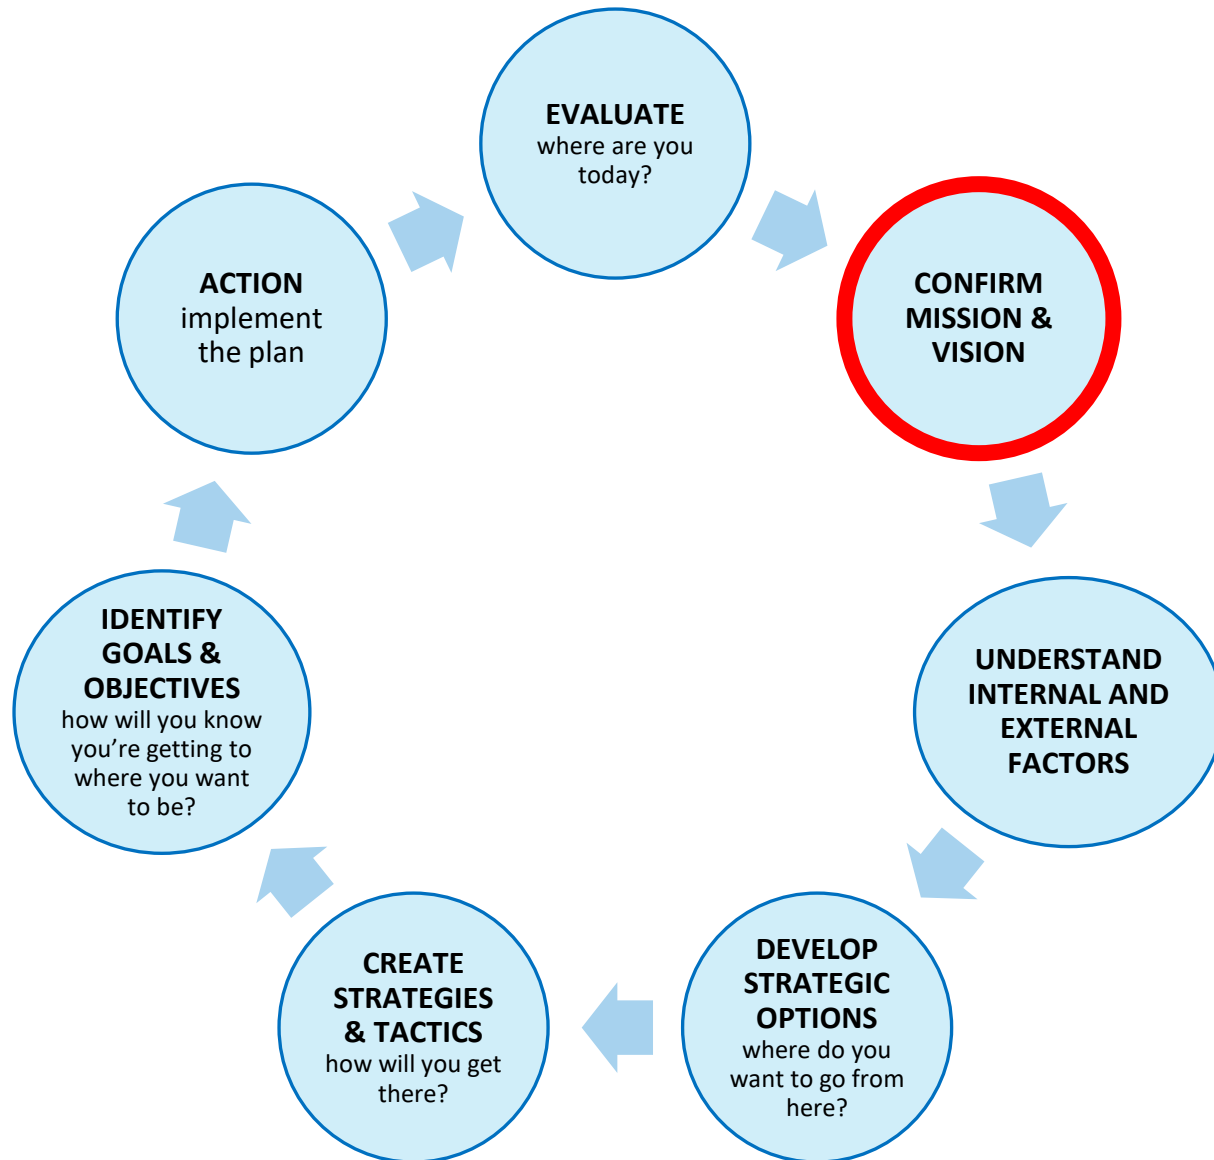 EVALUATE
where are you
today?
CONFIRM
MISSION &
VISION
UNDERSTAND
INTERNAL AND
EXTERNAL
FACTORS
DEVELOP
STRATEGIC
OPTIONS
where do you
want to go from
here?
CREATE
STRATEGIES
& TACTICS
how will you get
there?
IDENTIFY
GOALS &
OBJECTIVES
how will you know
you’re getting to
where you want
to be?
ACTION
implement
the plan